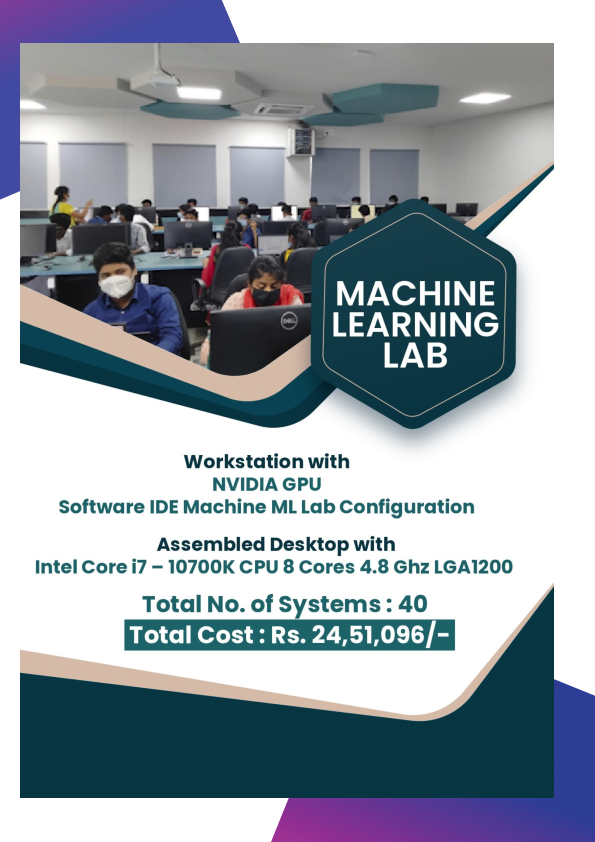 DELL
MACHINE
LEARNING
LAB
Workstation with
NVIDIA GPU
Software IDE Machine ML Lab Configuration
Assembled Desktop with
Intel Core i7 – 10700K CPU 8 Cores 4.8 Ghz LGA1200
Total No. of Systems : 40
Total Cost : Rs. 24,51,096/-